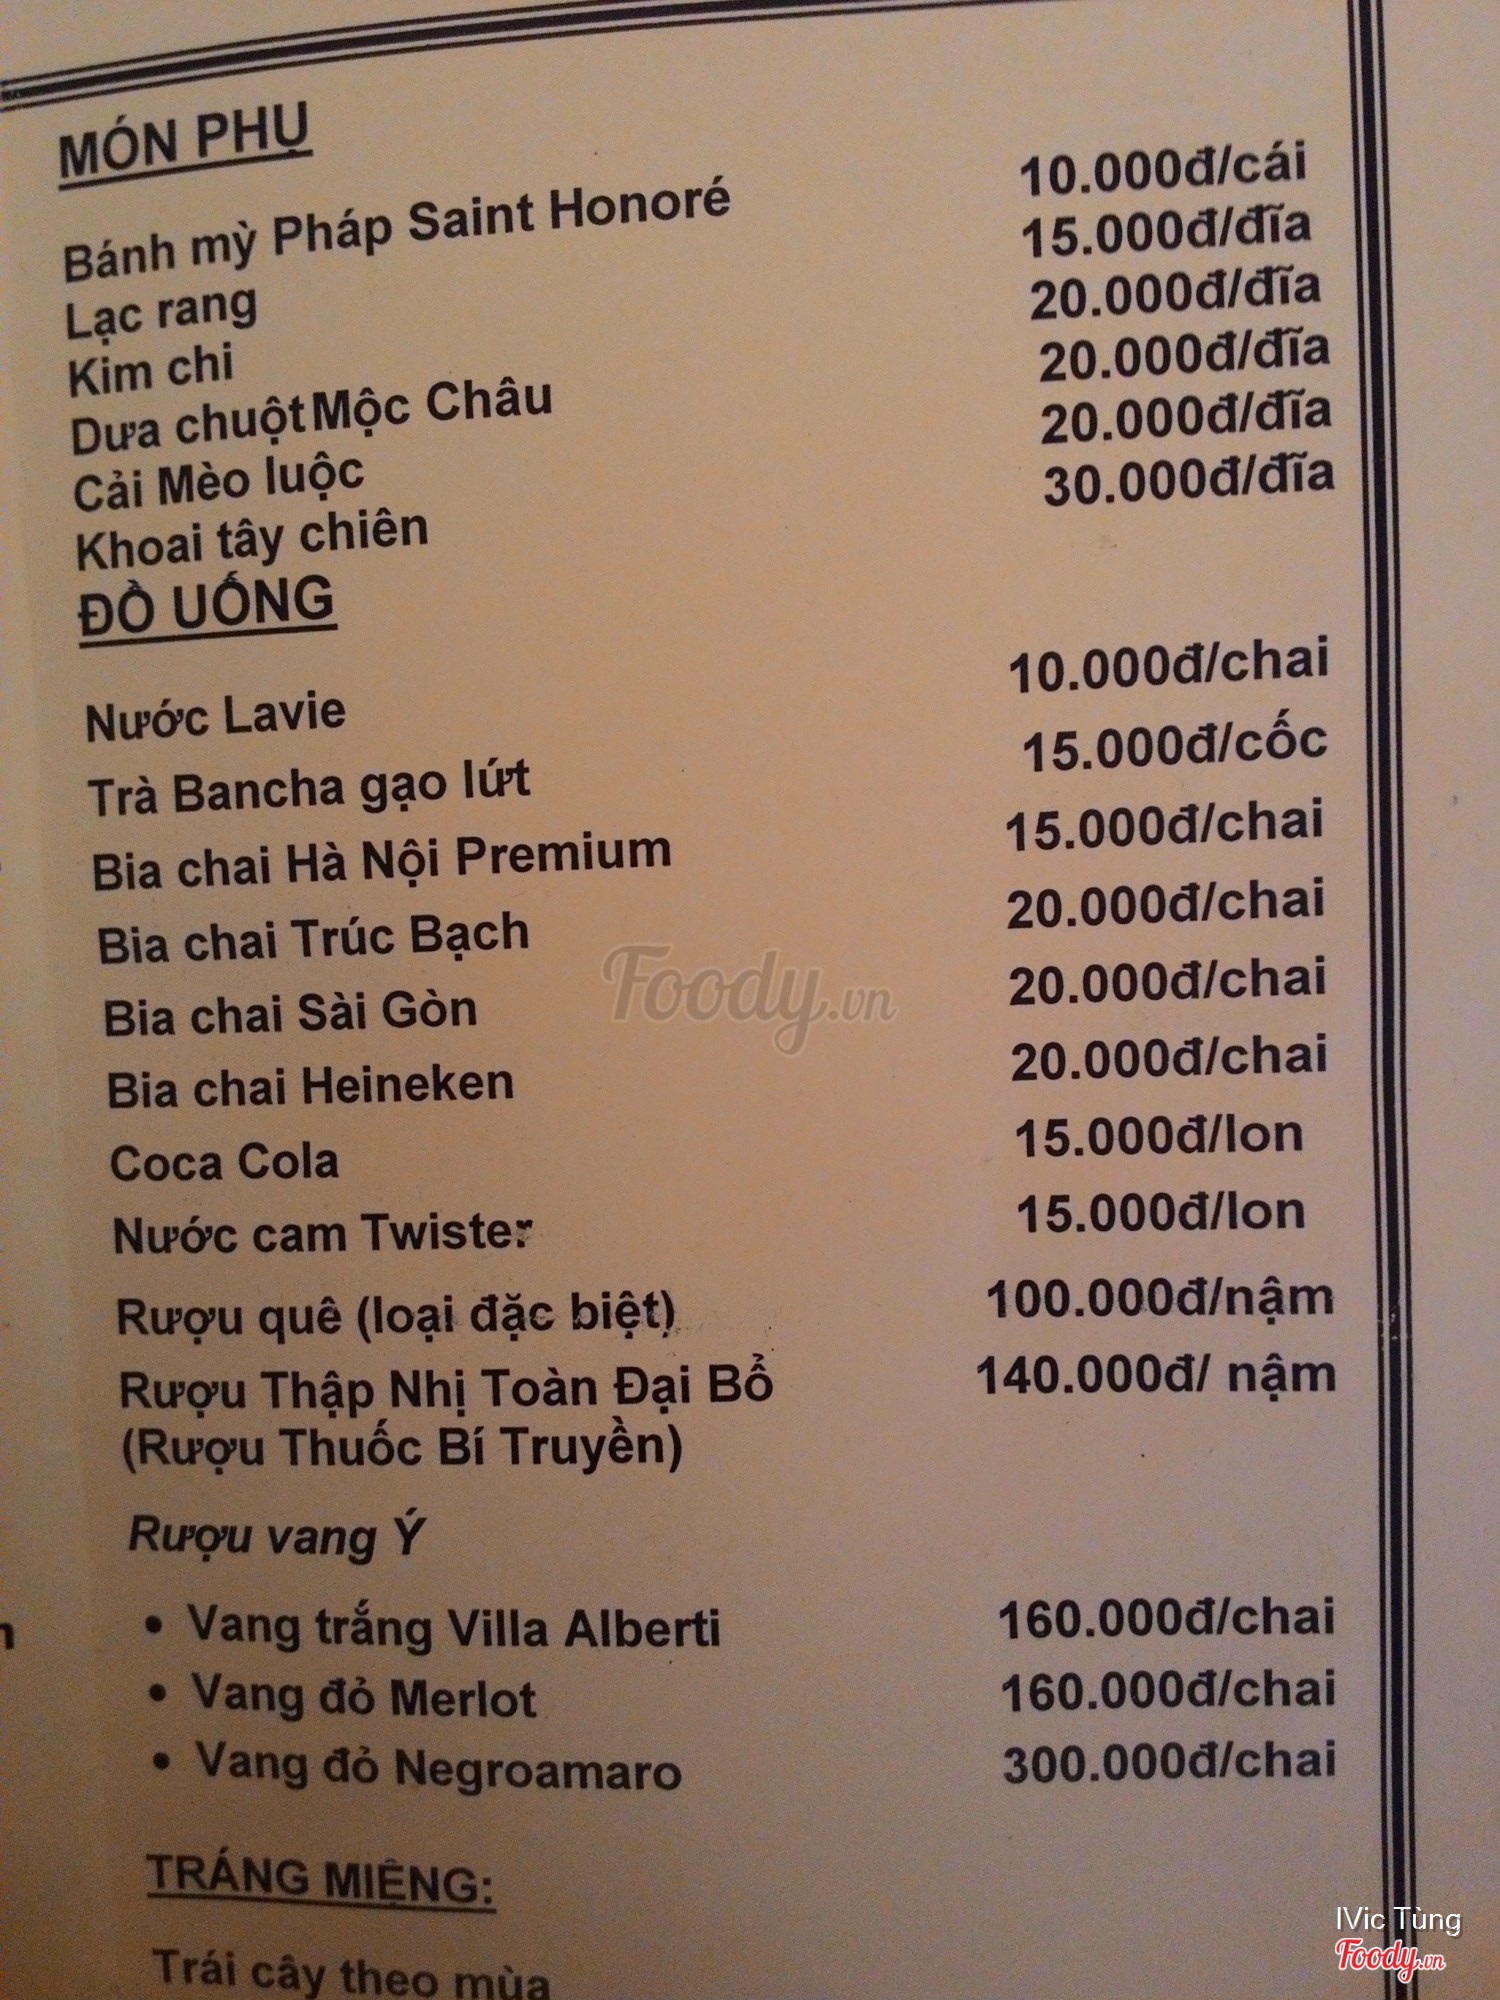 MÓN PHỤ
Bánh mỳ Pháp Saint Honoré 10.000đ/cái
Lạc rang 15.000đ/đĩa
Kim chi 20.000đ/đĩa
Dưa chuột Mộc Châu 20.000đ/đĩa
Cải Mèo luộc 20.000đ/đĩa
Khoai tây chiên 30.000đ/đĩa
ĐỒ UỐNG
Nước Lavie 10.000đ/chai
Trà Bancha gạo lứt 15.000đ/cốc
Bia chai Hà Nội Premium 15.000đ/chai
Bia chai Trúc Bạch 20.000đ/chai
Bia chai Sài Gòn 20.000đ/chai
Bia chai Heineken 20.000đ/chai
Coca Cola 15.000đ/lon
Nước cam Twister 15.000đ/lon
Rượu quê (loại đặc biệt) 100.000đ/nậm
Rượu Thập Nhị Toàn Đại Bổ 140.000đ/ nậm
(Rượu Thuốc Bí Truyền)
Rượu vang Ý
• Vang trắng Villa Alberti 160.000đ/chai
• Vang đỏ Merlot 160.000đ/chai
• Vang đỏ Negroamaro 300.000đ/chai
TRÁNG MIỆNG:
Trái cây theo mùa
Foody.vn
IVic Tùng
Foody.vn